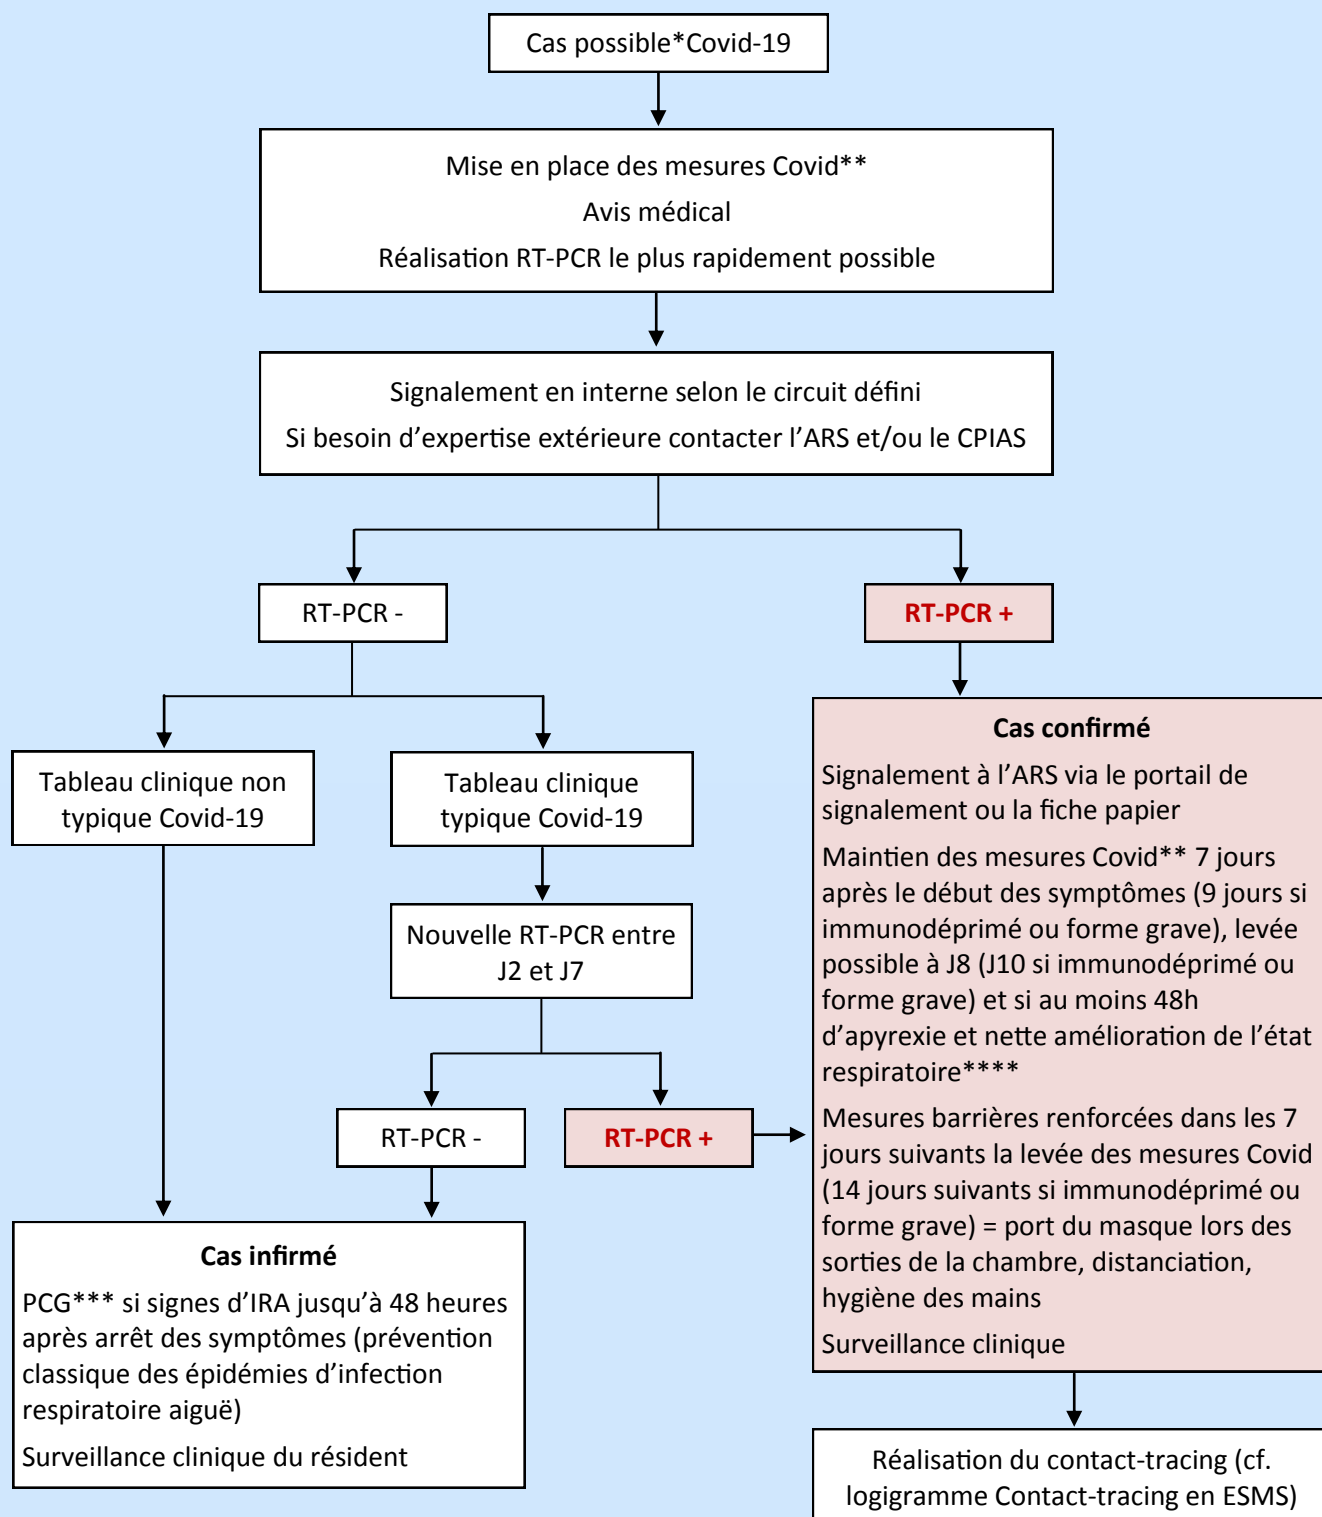 Cas possible*Covid-19
Mise en place des mesures Covid**
Avis médical
Réalisation RT-PCR le plus rapidement possible
Signalement en interne selon le circuit défini
Si besoin d’expertise extérieure contacter l’ARS et/ou le CPIAS
RT-PCR -
RT-PCR +
Tableau clinique non
typique Covid-19
Tableau clinique
typique Covid-19
Nouvelle RT-PCR entre
J2 et J7
RT-PCR -
RT-PCR +
Cas infirmé
PCG*** si signes d’IRA jusqu’à 48 heures
après arrêt des symptômes (prévention
classique des épidémies d’infection
respiratoire aiguë)
Surveillance clinique du résident
Cas confirmé
Signalement à l’ARS via le portail de
signalement ou la fiche papier
Maintien des mesures Covid** 7 jours
après le début des symptômes (9 jours si
immunodéprimé ou forme grave), levée
possible à J8 (J10 si immunodéprimé ou
forme grave) et si au moins 48h
d’apyrexie et nette amélioration de l’état
respiratoire****
Mesures barrières renforcées dans les 7
jours suivants la levée des mesures Covid
(14 jours suivants si immunodéprimé ou
forme grave) = port du masque lors des
sorties de la chambre, distanciation,
hygiène des mains
Surveillance clinique
Réalisation du contact-tracing (cf.
logigramme Contact-tracing en ESMS)